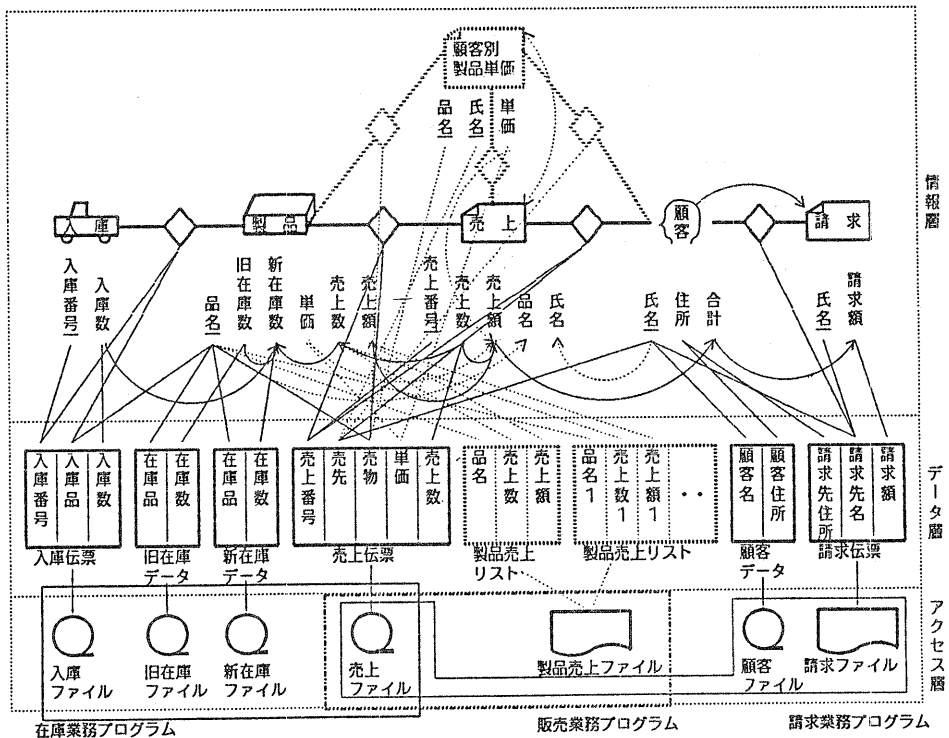 顧客別
製品単価
品名
氏名
単価
入庫
製品
売上
顧客
請求
情報層
入庫番号
入庫数
品名
旧在庫数
新在庫数
単価
売上数
売上額
売上番号
売上数
売上額
品名
氏名
氏名
住所
合計
氏名
請求額
入庫番号
入庫品
入庫数
在庫品
在庫数
在庫品
在庫数
売上番号
売先
売物
単価
売上数
品名
売上数
売上額
品名1
売上数1
売上額1
・・
顧客名
顧客住所
請求先住所
請求先名
請求額
データ層
入庫伝票
旧在庫
データ
新在庫
データ
売上伝票
製品売上
リスト
製品売上リスト
顧客
データ
請求伝票
アクセス層
入庫
ファイル
旧在庫
ファイル
新在庫
ファイル
売上
ファイル
製品売上ファイル
顧客
ファイル
請求ファイル
在庫業務プログラム
販売業務プログラム
請求業務プログラム